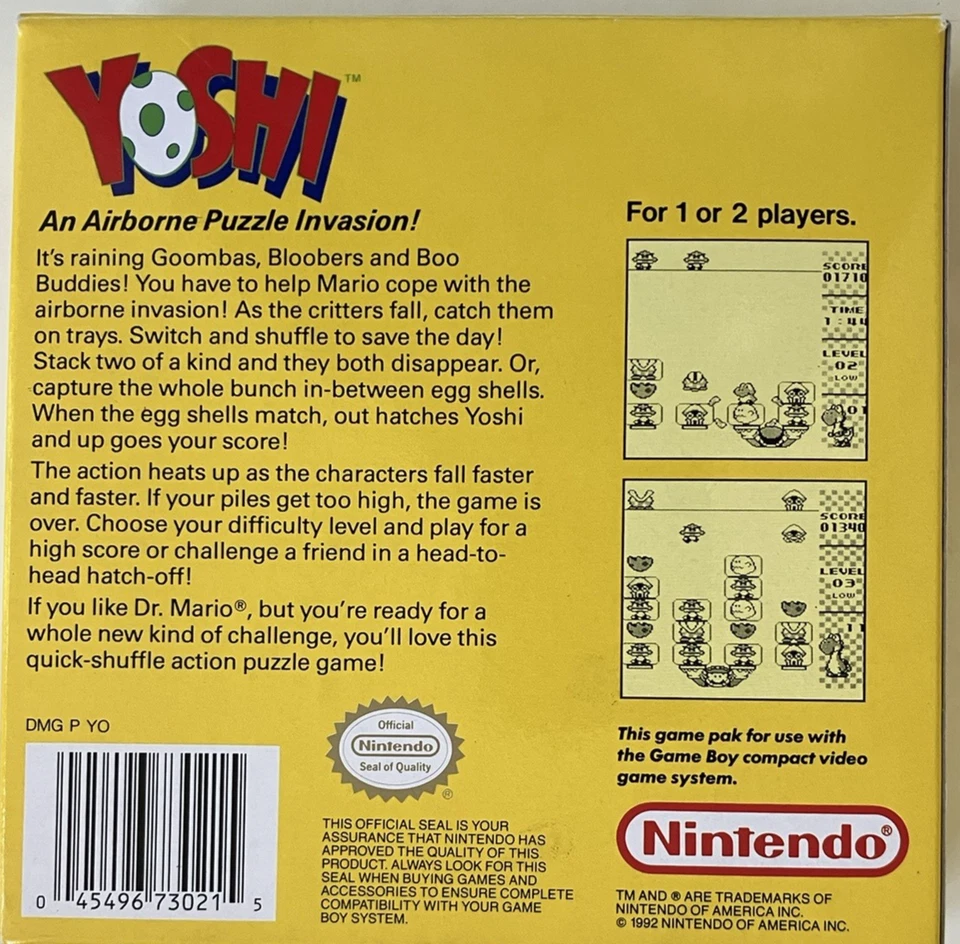 YOSHI™
An Airborne Puzzle Invasion!
It's raining Goombas, Bloobers and Boo
Buddies! You have to help Mario cope with the
airborne invasion! As the critters fall, catch them
on trays. Switch and shuffle to save the day!
Stack two of a kind and they both disappear. Or,
capture the whole bunch in-between egg shells.
When the egg shells match, out hatches Yoshi
and up goes your score!
The action heats up as the characters fall faster
and faster. If your piles get too high, the game is
over. Choose your difficulty level and play for a
high score or challenge a friend in a head-to-
head hatch-off!
If you like Dr. Mario®, but you're ready for a
whole new kind of challenge, you'll love this
quick-shuffle action puzzle game!
DMG P YO
0 45496 73021 5
Official
Nintendo
Seal of Quality
®
THIS OFFICIAL SEAL IS YOUR
ASSURANCE THAT NINTENDO HAS
APPROVED THE QUALITY OF THIS
PRODUCT. ALWAYS LOOK FOR THIS
SEAL WHEN BUYING GAMES AND
ACCESSORIES TO ENSURE COMPLETE
COMPATIBILITY WITH YOUR GAME
BOY SYSTEM.
For 1 or 2 players.
SCORE
01710
TIME
1:44
LEVEL
02
LOW
01
SCORE
01340
LEVEL
03
LOW
11
This game pak for use with
the Game Boy compact video
game system.
Nintendo®
TM AND ® ARE TRADEMARKS OF
NINTENDO OF AMERICA INC.
© 1992 NINTENDO OF AMERICA INC.